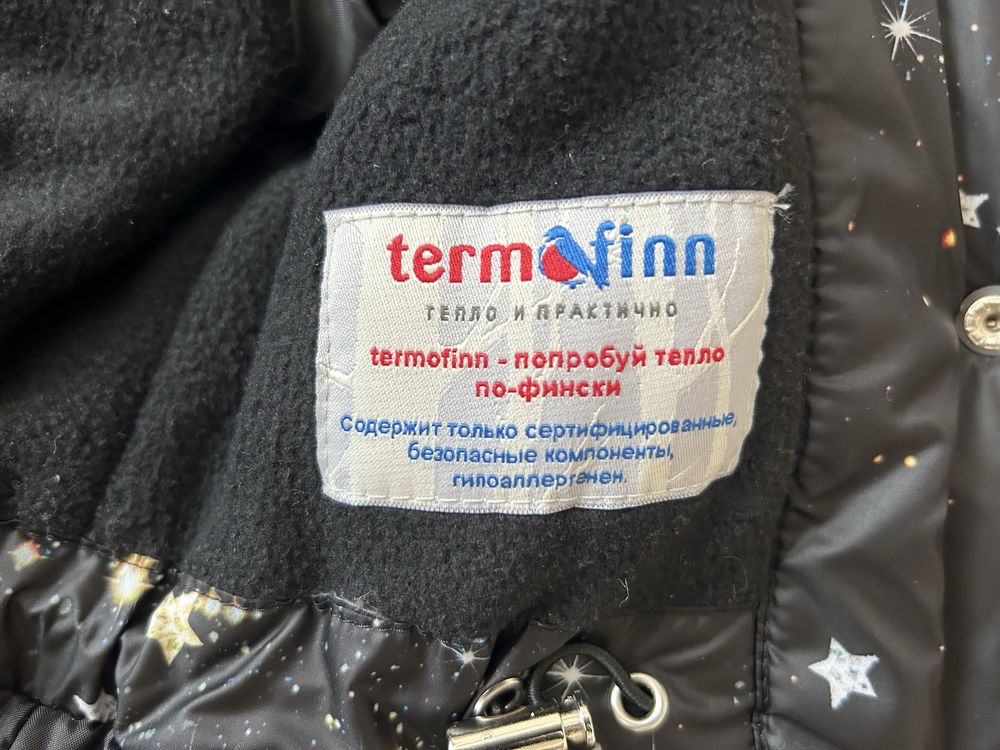 termofinn
ТЕПЛО И ПРАКТИЧНО
termofinn - попробуй тепло
по-фински
Содержит только сертифицированные,
безопасные компоненты,
гипоаллергенен.